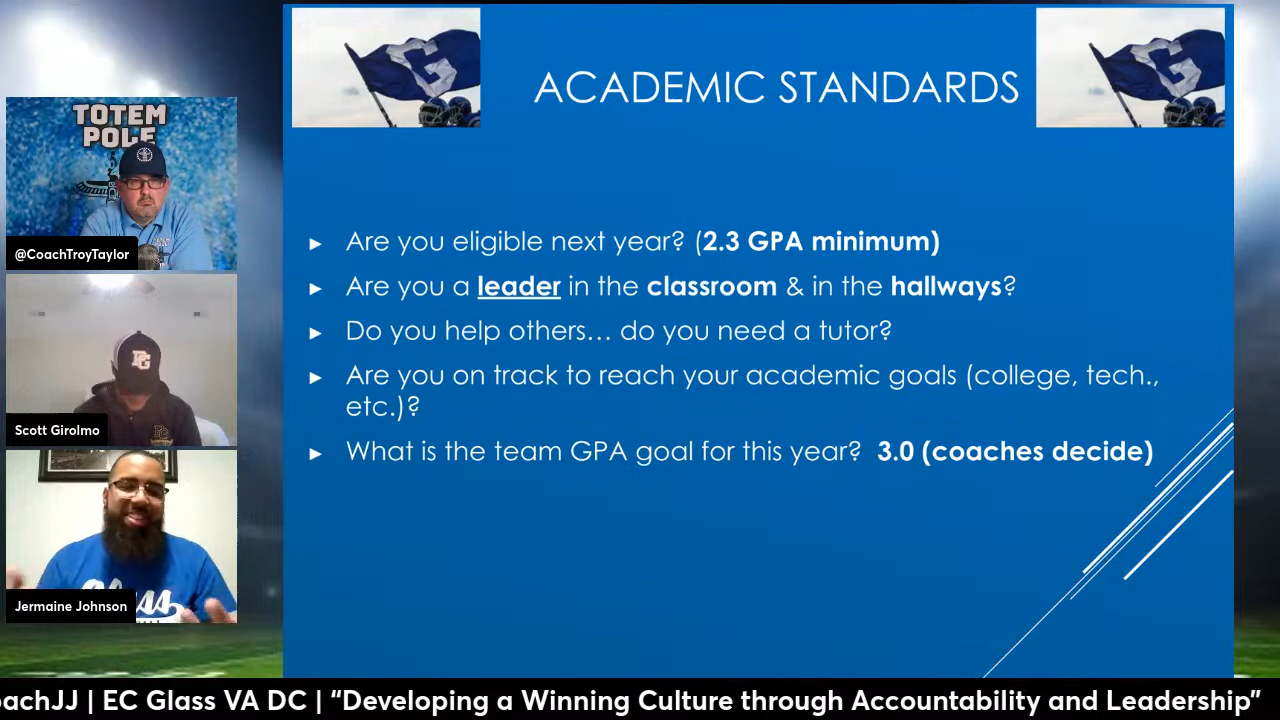 ACADEMIC STANDARDS
► Are you eligible next year? (2.3 GPA minimum)
► Are you a leader in the classroom & in the hallways?
► Do you help others… do you need a tutor?
► Are you on track to reach your academic goals (college, tech.,
etc.)?
► What is the team GPA goal for this year? 3.0 (coaches decide)
TOTEM
POLE
@CoachTroyTaylor
PG
Scott Girolmo
Glass
Jermaine Johnson
oachJJ | EC Glass VA DC | “Developing a Winning Culture through Accountability and Leadership”
G
G